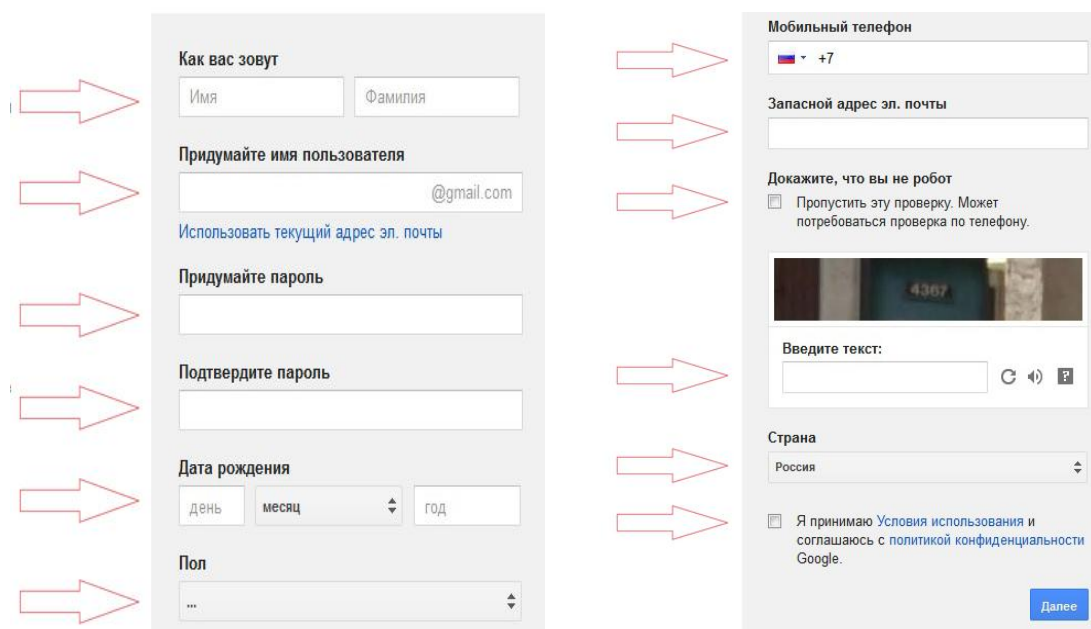 Как вас зовут
Имя Фамилия
Придумайте имя пользователя
@gmail.com
Использовать текущий адрес эл. почты
Придумайте пароль
Подтвердите пароль
Дата рождения
день месяц год
Пол
...
Мобильный телефон
+7
Запасной адрес эл. почты
Докажите, что вы не робот
Пропустить эту проверку. Может
потребоваться проверка по телефону.
4367
Введите текст:
?
Страна
Россия
Я принимаю Условия использования и
соглашаюсь с политикой конфиденциальности
Google.
Далее